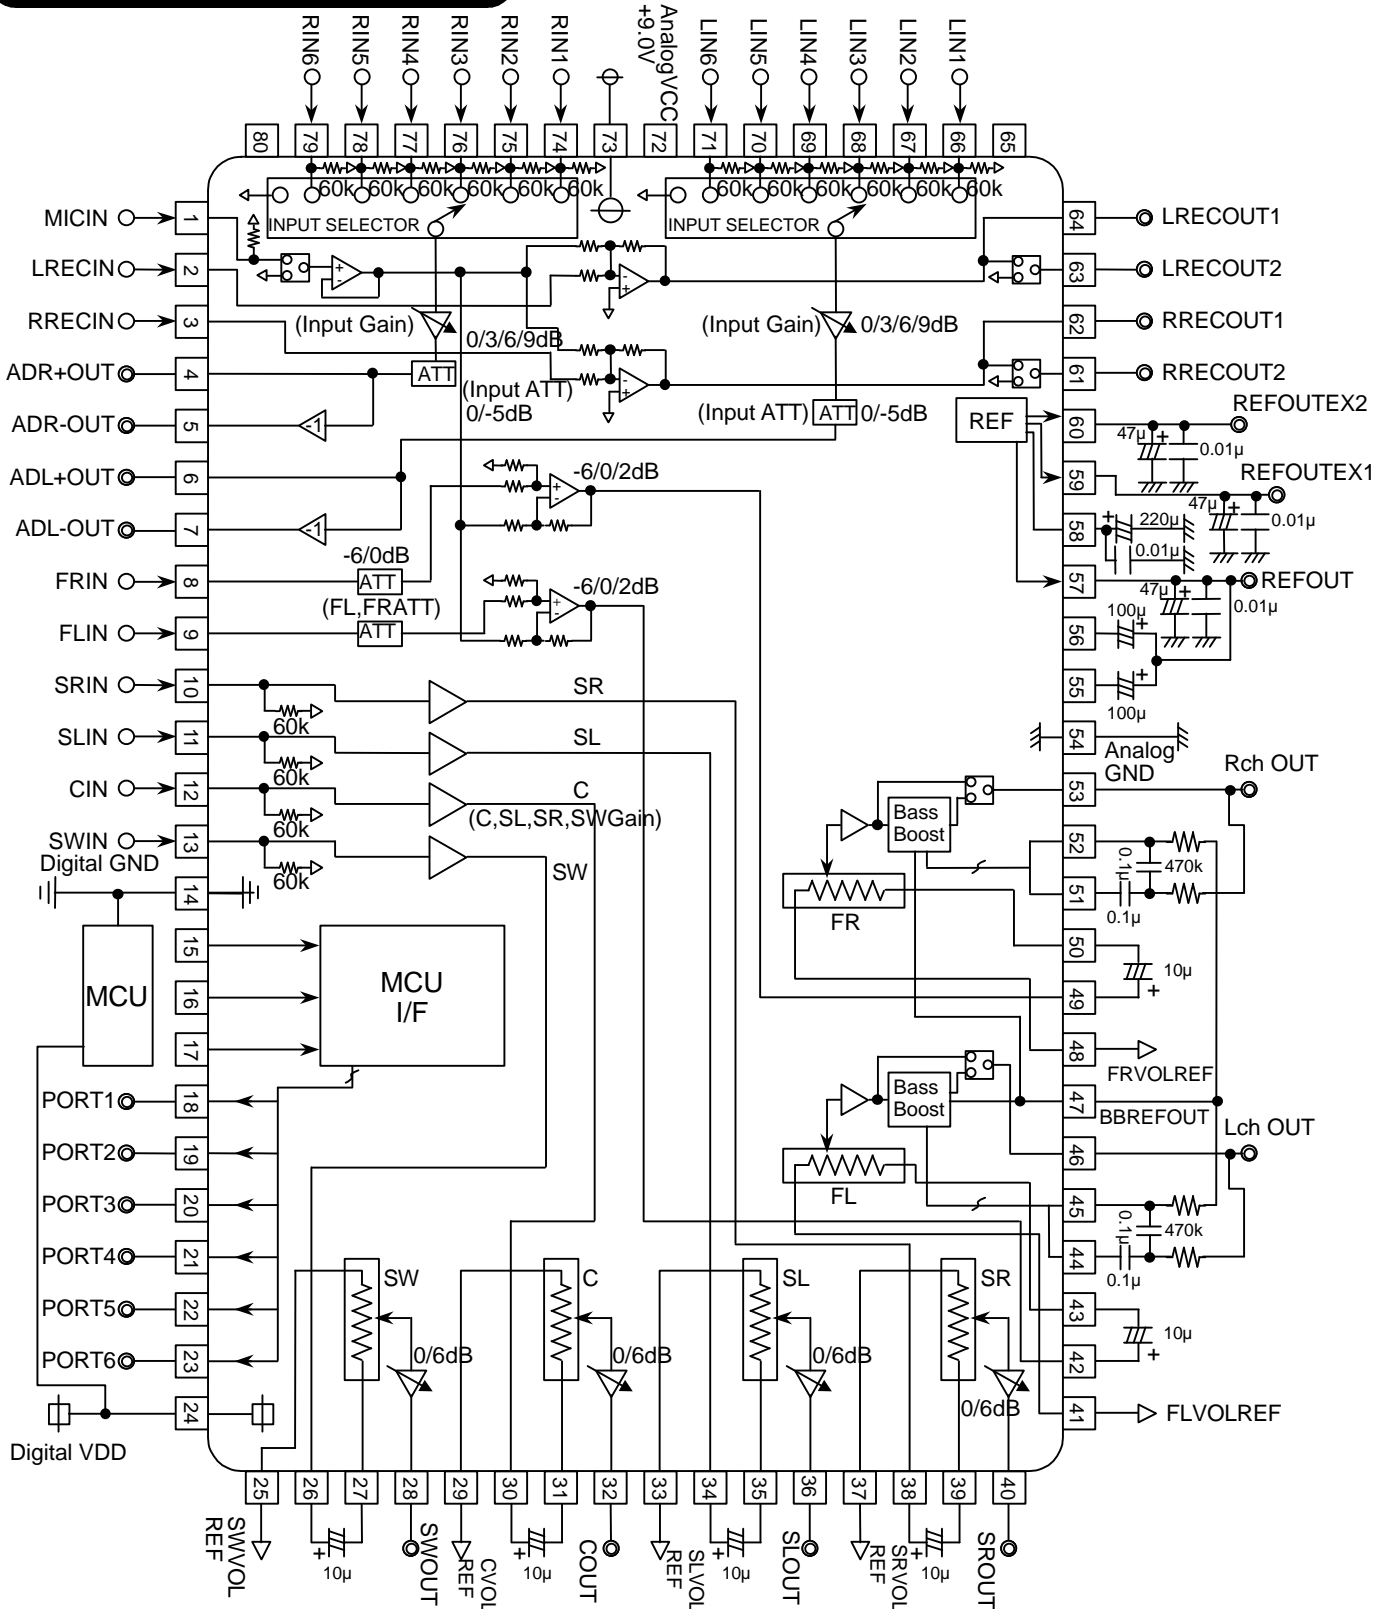 RIN6
RIN5
RIN4
RIN3
RIN2
RIN1
AnalogVCC
+9.0V
LIN6
LIN5
LIN4
LIN3
LIN2
LIN1
80
79
78
77
76
75
74
73
72
71
70
69
68
67
66
65
60k 60k 60k 60k 60k 60k
60k 60k 60k 60k 60k 60k
INPUT SELECTOR
INPUT SELECTOR
MICIN
1
64
LRECOUT1
LRECIN
2
+
-
-
+
63
LRECOUT2
RRECIN
3
(Input Gain)
0/3/6/9dB
(Input Gain)
0/3/6/9dB
62
RRECOUT1
ADR+OUT
4
ATT
(Input ATT)
0/-5dB
-
+
61
RRECOUT2
(Input ATT)
ATT
0/-5dB
REF
60
REFOUTEX2
ADR-OUT
5
-1
47μ
+
0.01μ
ADL+OUT
6
-6/0/2dB
+
-
59
REFOUTEX1
47μ
+
0.01μ
ADL-OUT
7
-1
58
+
220μ
0.01μ
-6/0dB
FRIN
8
ATT
(FL,FRATT)
-6/0/2dB
+
-
57
REFOUT
47μ
+
0.01μ
FLIN
9
ATT
56
100μ
+
SRIN
10
60k
SR
55
+
100μ
SLIN
11
60k
SL
54
Analog
GND
CIN
12
60k
C
(C,SL,SR,SWGain)
53
Rch OUT
Bass
Boost
SWIN
13
60k
SW
52
0.1μ
470k
Digital GND
14
51
0.1μ
FR
15
50
MCU
MCU
I/F
10μ
+
16
49
17
48
FRVOLREF
PORT1
18
Bass
Boost
47
BBREFOUT
PORT2
19
46
Lch OUT
FL
PORT3
20
45
0.1μ
470k
PORT4
21
44
0.1μ
SW
C
SL
SR
PORT5
22
43
10μ
+
PORT6
23
0/6dB
0/6dB
0/6dB
0/6dB
42
24
41
FLVOLREF
Digital VDD
25
26
27
28
29
30
31
32
33
34
35
36
37
38
39
40
SWVOL
REF
+
10μ
SWOUT
CVOL
REF
+
10μ
COUT
SLVOL
REF
+
10μ
SLOUT
SRVOL
REF
+
10μ
SROUT